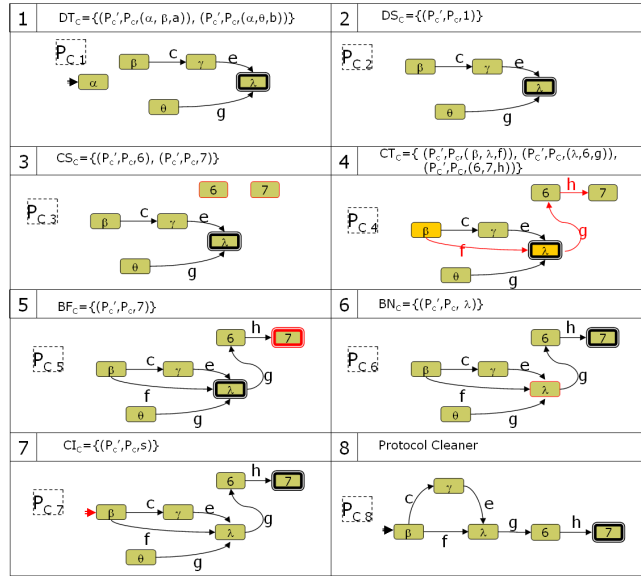 1
DT_C={(P_C′,P_C,(α, β,a)), (P_C′,P_C,(α,θ,b))}
P_C.1
α
β
c
γ
e
λ
θ
g
2
DS_C={(P_C′,P_C,1)}
P_C.2
β
c
γ
e
λ
θ
g
3
CS_C={(P_C′,P_C,6), (P_C′,P_C,7)}
P_C.3
6
7
β
c
γ
e
λ
θ
g
4
CT_C={ (P_C′,P_C,( β, λ,f)), (P_C′,P_C,(λ,6,g)),
(P_C′,P_C,(6,7,h))}
P_C.4
6
h
7
β
c
γ
e
f
λ
g
θ
g
5
BF_C={(P_C′,P_C,7)}
P_C.5
6
h
7
β
c
γ
e
f
λ
g
θ
g
6
BN_C={(P_C′,P_C, λ)}
P_C.6
6
h
7
β
c
γ
e
f
λ
g
θ
g
7
CI_C={(P_C′,P_C,s)}
P_C.7
6
h
7
β
c
γ
e
f
λ
g
θ
g
8
Protocol Cleaner
P_C.8
γ
c
e
β
f
λ
g
6
h
7